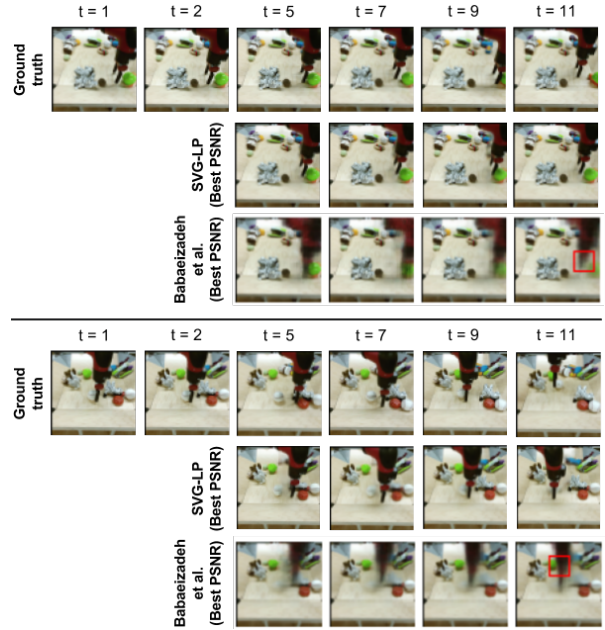 t = 1 t = 2 t = 5 t = 7 t = 9 t = 11
Ground
truth
SVG-LP
(Best PSNR)
Babaeizadeh
et al.
(Best PSNR)
t = 1 t = 2 t = 5 t = 7 t = 9 t = 11
Ground
truth
SVG-LP
(Best PSNR)
Babaeizadeh
et al.
(Best PSNR)